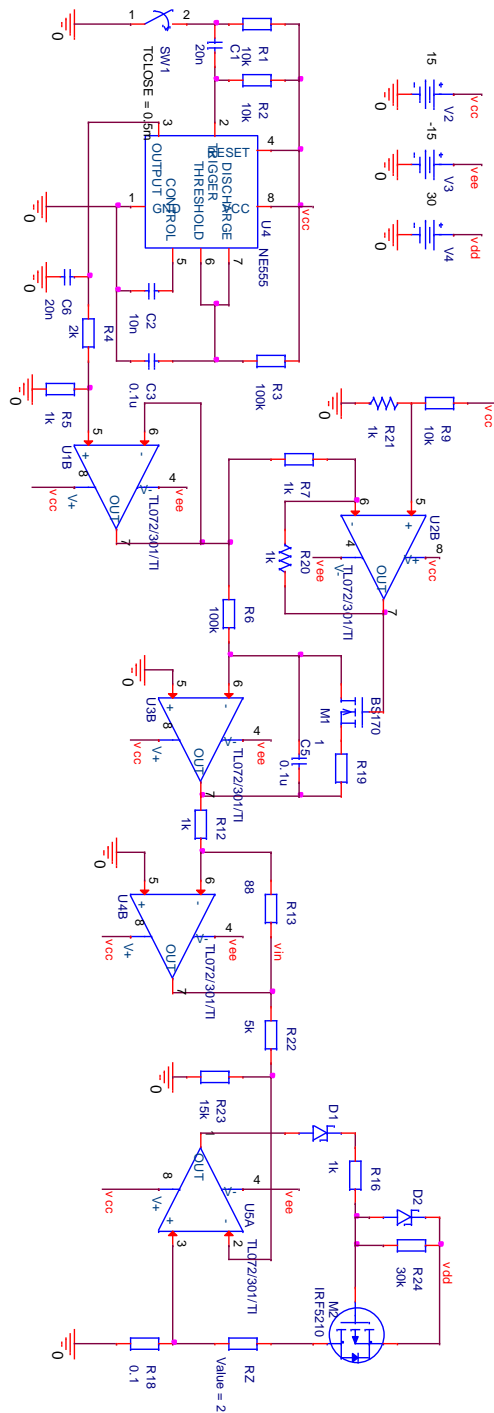 15
V2
vcc
0
-15
V3
vee
0
30
V4
vdd
0
1
2
SW1
TCLOSE = 0.5m
0
C1
20n
R1
10k
R2
10k
3
2
4
8
RESET
VCC
DISCHARGE
TRIGGER
THRESHOLD
CONTROL
OUTPUT
GND
1
5
6
7
U4
NE555
vcc
0
C6
20n
0
R4
2k
C2
10n
C3
0.1u
R3
100k
R5
1k
0
5
6
+
-
8
4
V+
V-
OUT
7
U1B
TL072/301/TI
vcc
vee
vcc
R9
10k
R21
1k
0
R7
1k
R20
1k
6
5
-
+
4
8
V-
V+
OUT
7
U2B
TL072/301/TI
vee
vcc
R6
100k
BS170
M1
C5
1
0.1u
R19
0
5
6
+
-
8
4
V+
V-
OUT
7
U3B
TL072/301/TI
vcc
vee
R12
1k
0
5
6
+
-
8
4
V+
V-
OUT
7
U4B
TL072/301/TI
vcc
vee
R13
88
vin
R22
5k
R23
15k
0
1
OUT
8
4
V+
V-
+
-
3
2
U5A
TL072/301/TI
vcc
vee
D1
R16
1k
D2
R24
30k
vdd
M2
IRF5210
RZ
Value = 2
R18
0.1
0